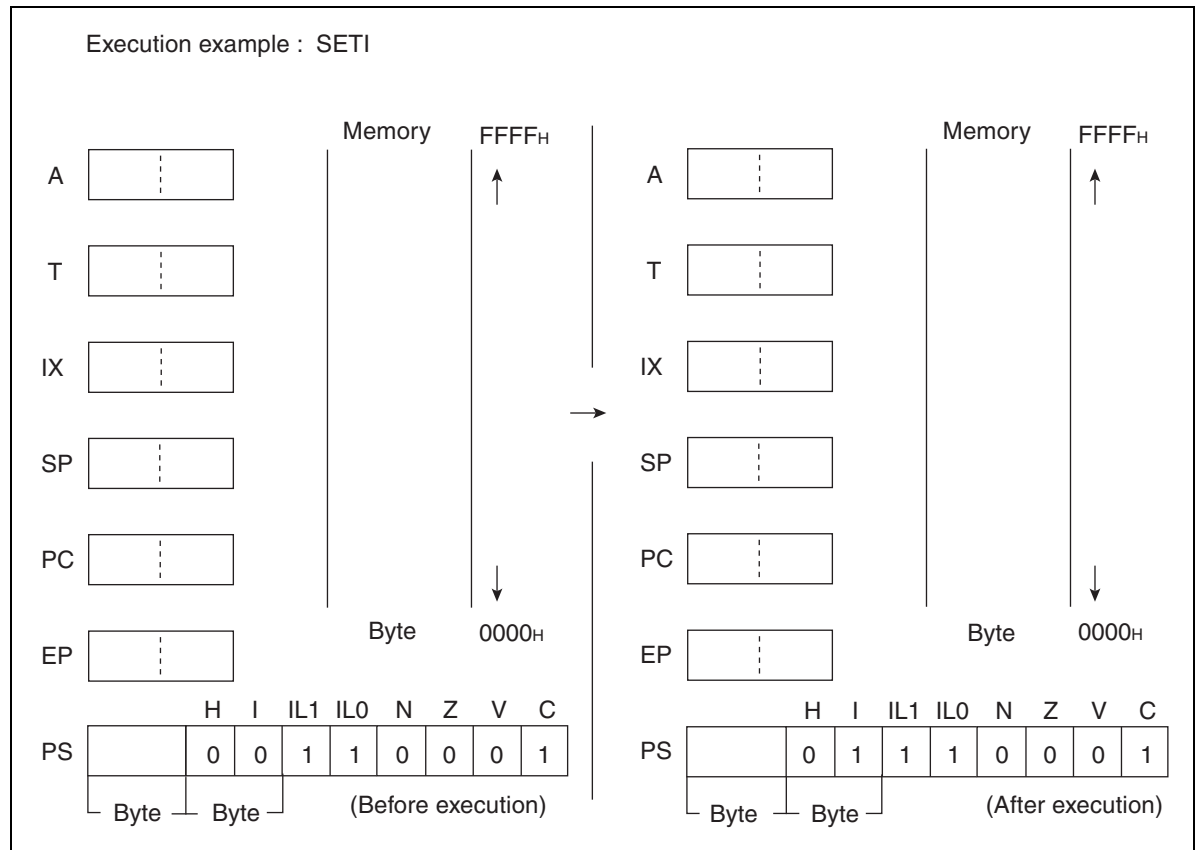 Execution example : SETI
Memory FFFFH
A
T
IX
SP
PC
EP
Byte 0000H
H I IL1 IL0 N Z V C
PS 0 0 1 1 0 0 0 1
Byte Byte (Before execution)
Memory FFFFH
A
T
IX
SP
PC
EP
Byte 0000H
H I IL1 IL0 N Z V C
PS 0 1 1 1 0 0 0 1
Byte Byte (After execution)